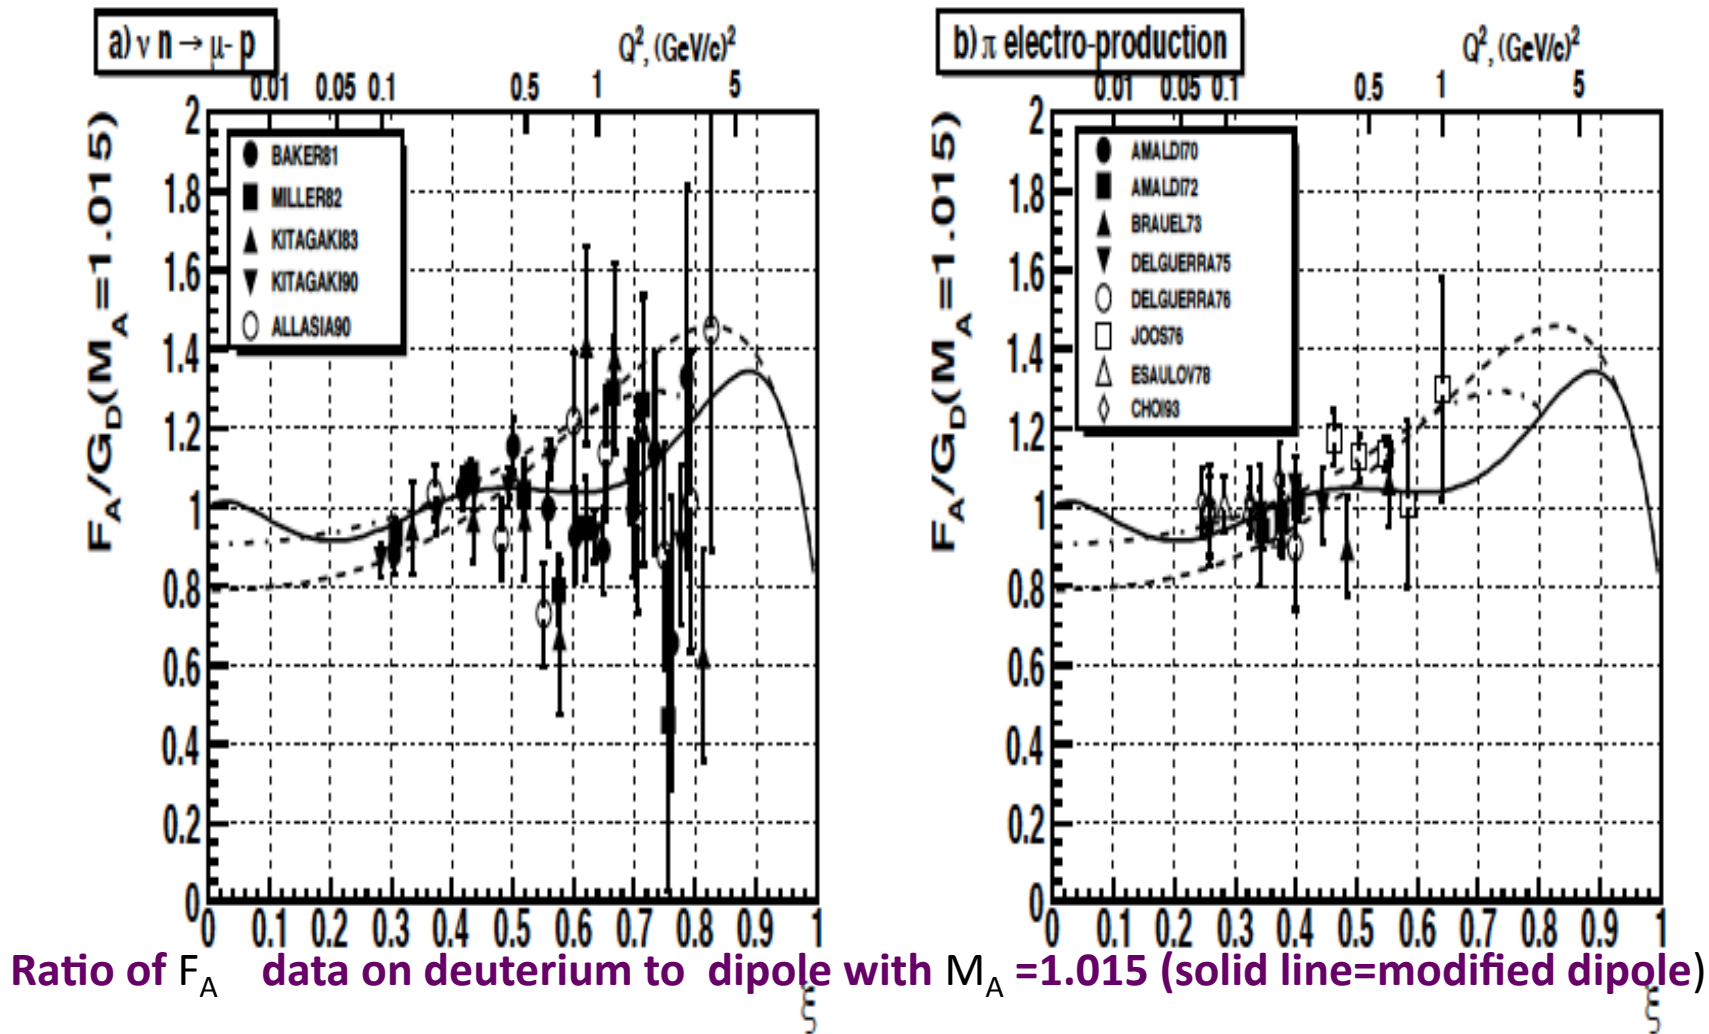 a) ν n → μ- p
Q², (GeV/c)²
0.01 0.05 0.1 0.5 1 5
F_A/G_D(M_A=1.015)
2
1.8
1.6
1.4
1.2
1
0.8
0.6
0.4
0.2
0
BAKER81
MILLER82
KITAGAKI83
KITAGAKI90
ALLASIA90
0 0.1 0.2 0.3 0.4 0.5 0.6 0.7 0.8 0.9 1
ξ
b) π electro-production
Q², (GeV/c)²
0.01 0.05 0.1 0.5 1 5
F_A/G_D(M_A=1.015)
2
1.8
1.6
1.4
1.2
1
0.8
0.6
0.4
0.2
0
AMALDI70
AMALDI72
BRAUEL73
DELGUERRA75
DELGUERRA76
JOOS76
ESAULOV78
CHOI93
0 0.1 0.2 0.3 0.4 0.5 0.6 0.7 0.8 0.9 1
ξ
Ratio of F_A data on deuterium to dipole with M_A =1.015 (solid line=modified dipole)